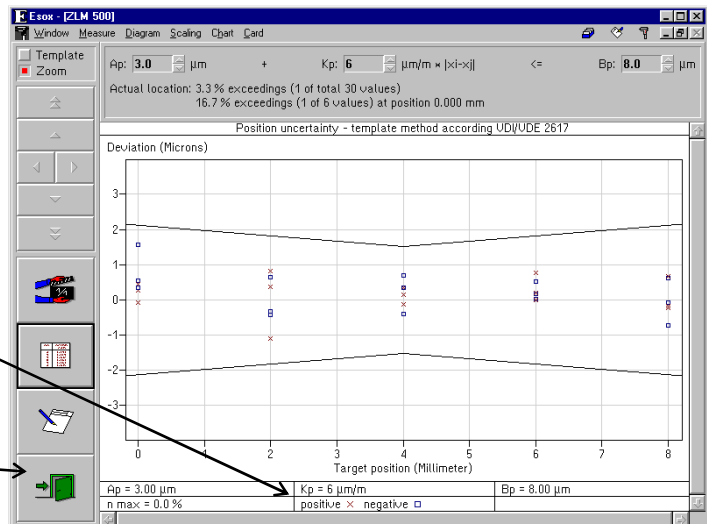 Esox - [ZLM 500]
Window Measure Diagram Scaling Chart Card
Template
Zoom
Ap: 3.0 µm + Kp: 6 µm/m × |xi-xj| <= Bp: 8.0 µm
Actual location: 3.3 % exceedings (1 of total 30 values)
16.7 % exceedings (1 of 6 values) at position 0.000 mm
Position uncertainty - template method according VDI/VDE 2617
Deviation (Microns)
3
2
1
0
-1
-2
-3
0 1 2 3 4 5 6 7 8
Target position (Millimeter)
Ap = 3.00 µm Kp = 6 µm/m Bp = 8.00 µm
n max = 0.0 % positive × negative □